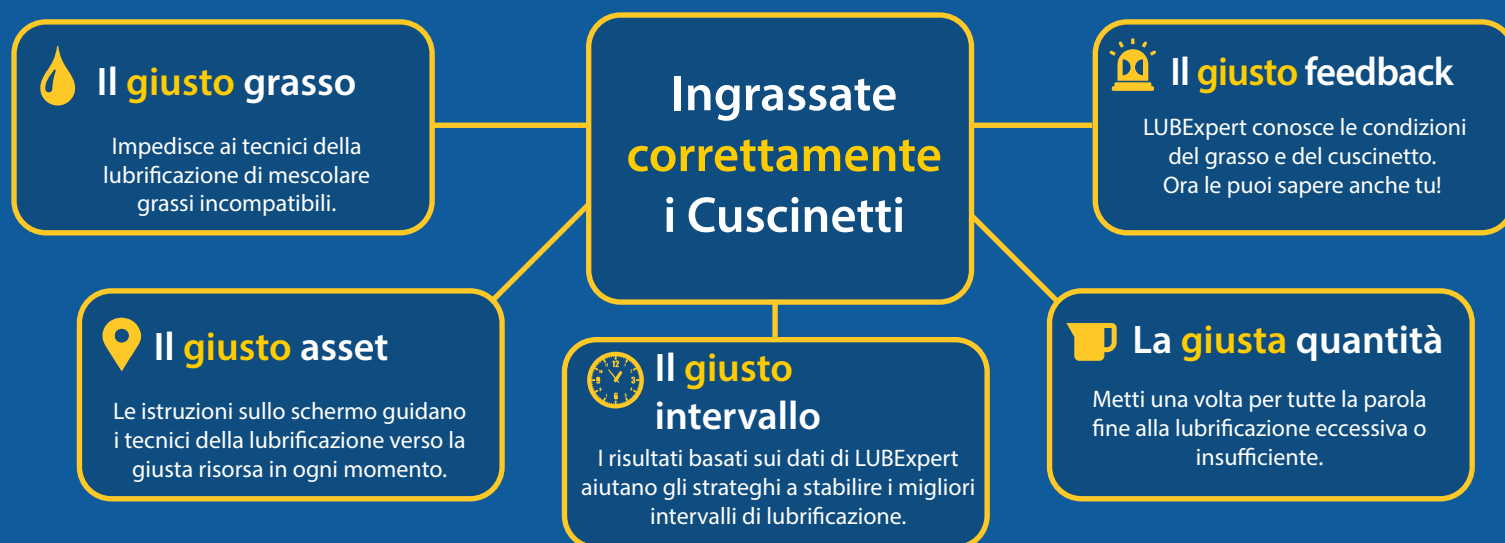 Il giusto grasso
Impedisce ai tecnici della
lubrificazione di mescolare
grassi incompatibili.
Ingrassate
correttamente
i Cuscinetti
Il giusto feedback
LUBExpert conosce le condizioni
del grasso e del cuscinetto.
Ora le puoi sapere anche tu!
Il giusto asset
Le istruzioni sullo schermo guidano
i tecnici della lubrificazione verso la
giusta risorsa in ogni momento.
Il giusto
intervallo
I risultati basati sui dati di LUBExpert
aiutano gli strateghi a stabilire i migliori
intervalli di lubrificazione.
La giusta quantità
Metti una volta per tutte la parola
fine alla lubrificazione eccessiva o
insufficiente.